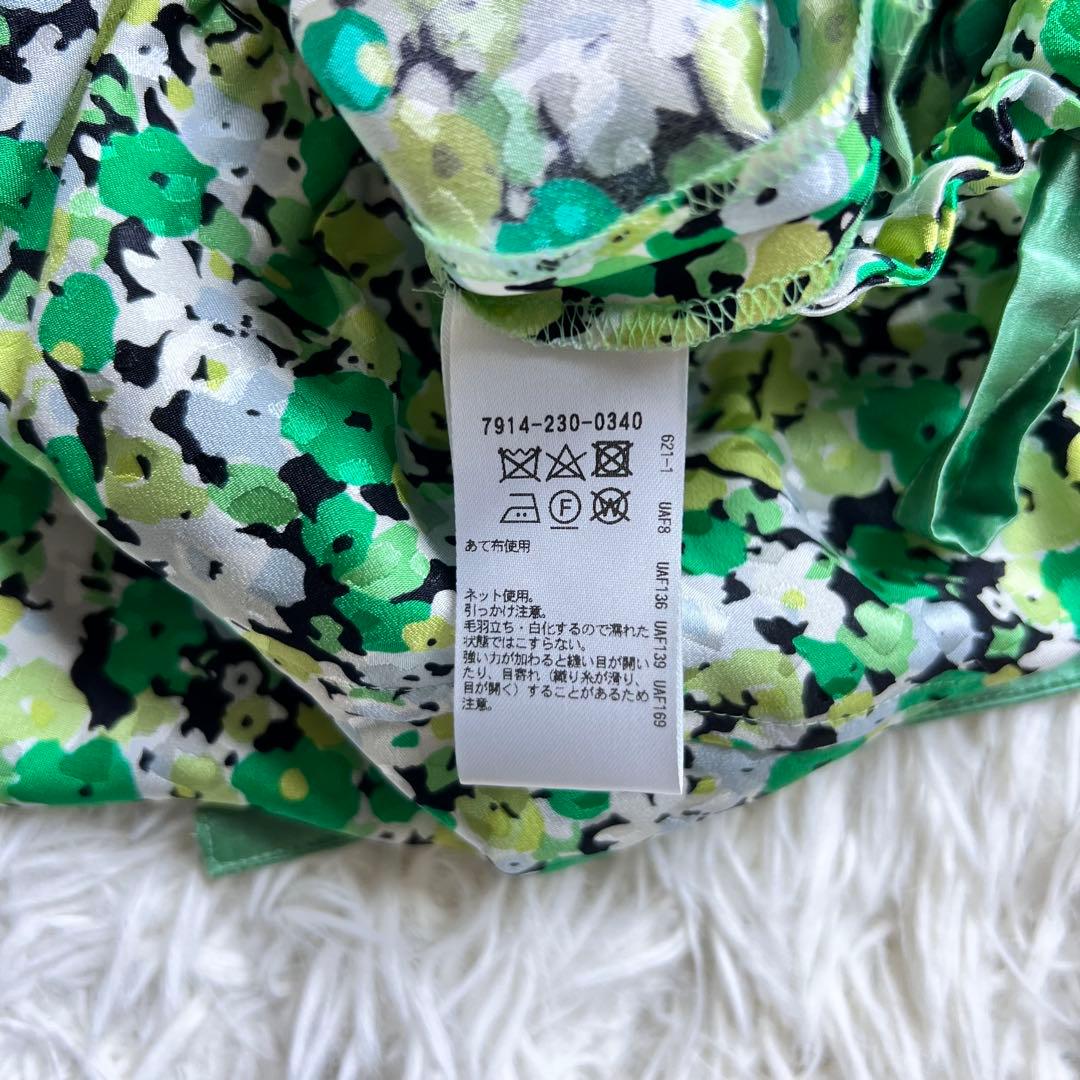 7914-230-0340
F
W
あて布使用
ネット使用。
引っかけ注意。
毛羽立ち・白化するので濡れた
状態ではこすらない。
強い力が加わると縫い目が開い
たり、目寄れ（織り糸が滑り、
目が開く）することがあるため
注意。
621-1 UAF8 UAF136 UAF139 UAF169